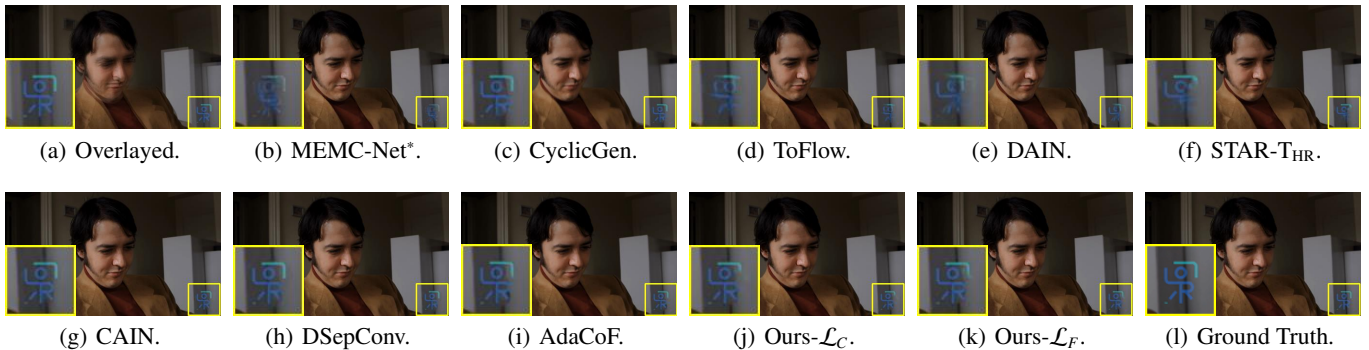 (a) Overlayed. (b) MEMC-Net*. (c) CyclicGen. (d) ToFlow. (e) DAIN. (f) STAR-T_HR.
(g) CAIN. (h) DSepConv. (i) AdaCoF. (j) Ours-ℒ_C. (k) Ours-ℒ_F. (l) Ground Truth.